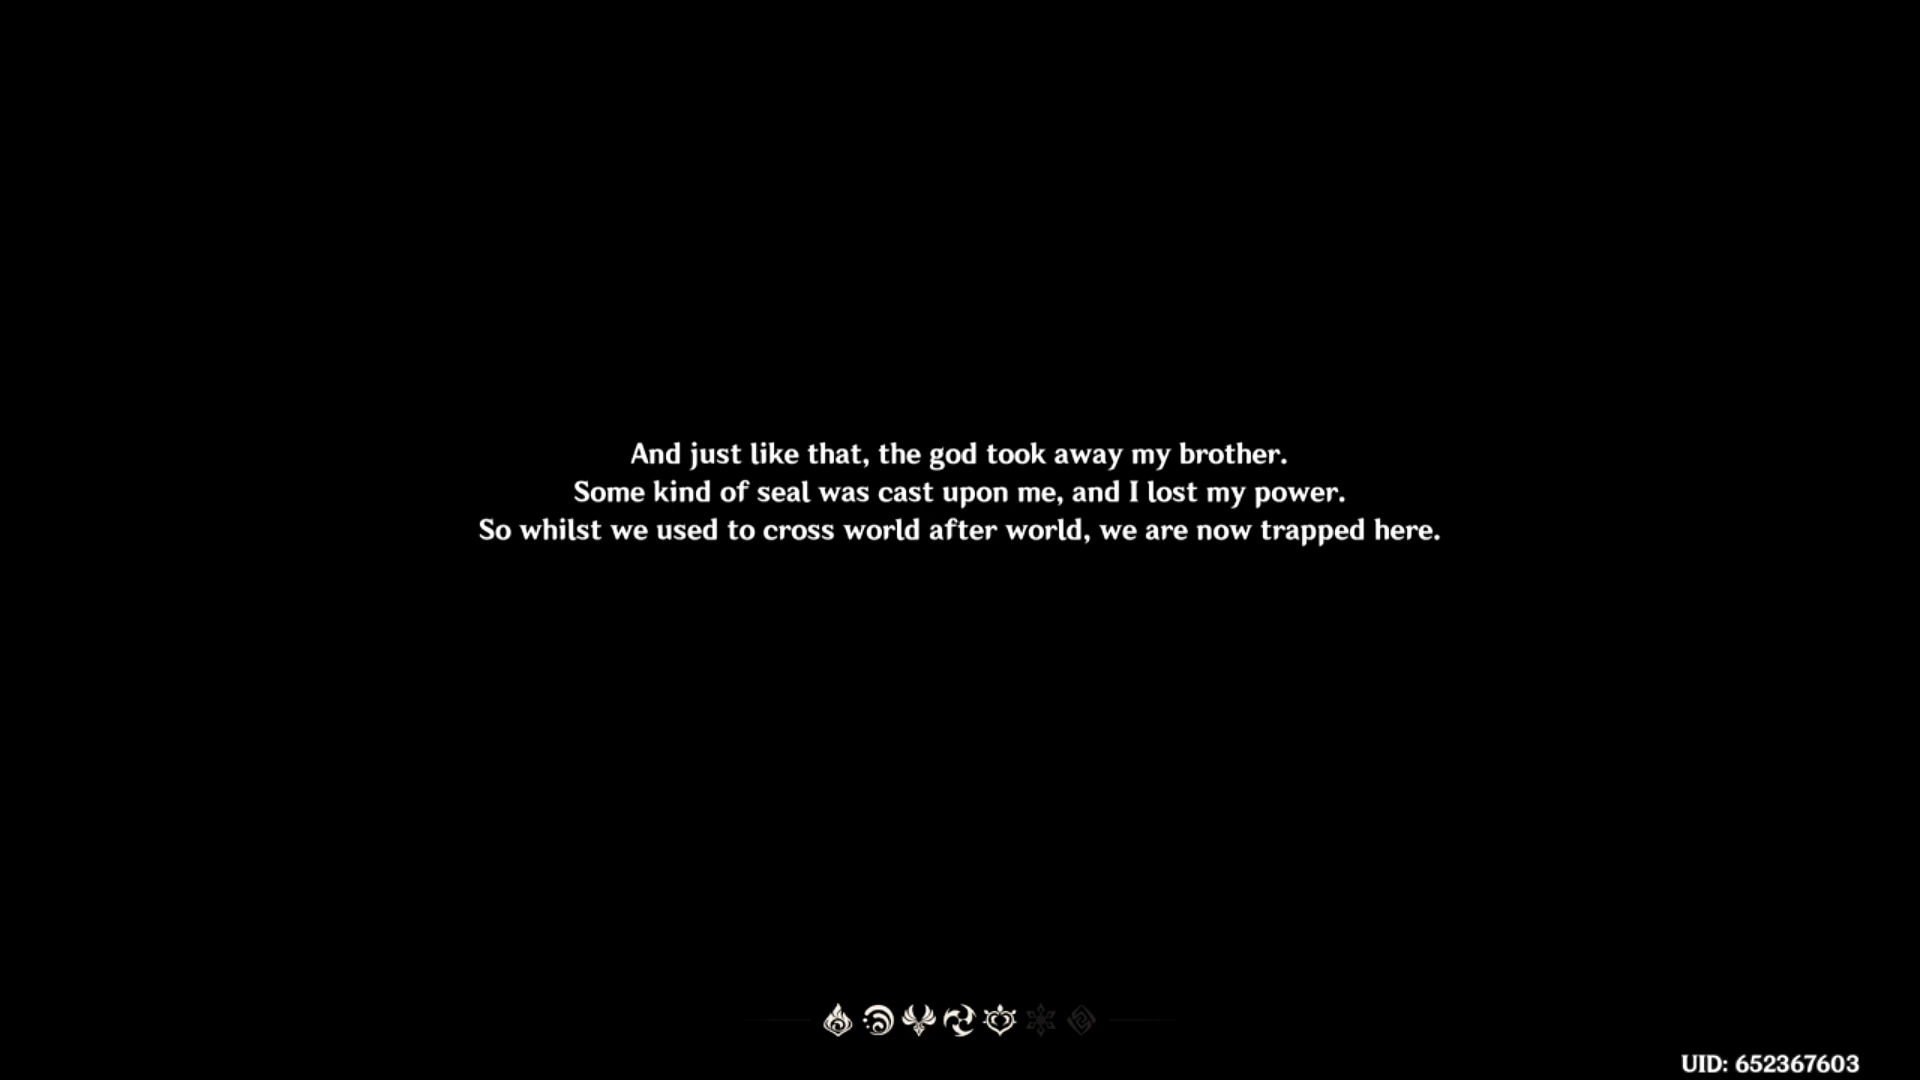 And just like that, the god took away my brother.
Some kind of seal was cast upon me, and I lost my power.
So whilst we used to cross world after world, we are now trapped here.
UID: 652367603